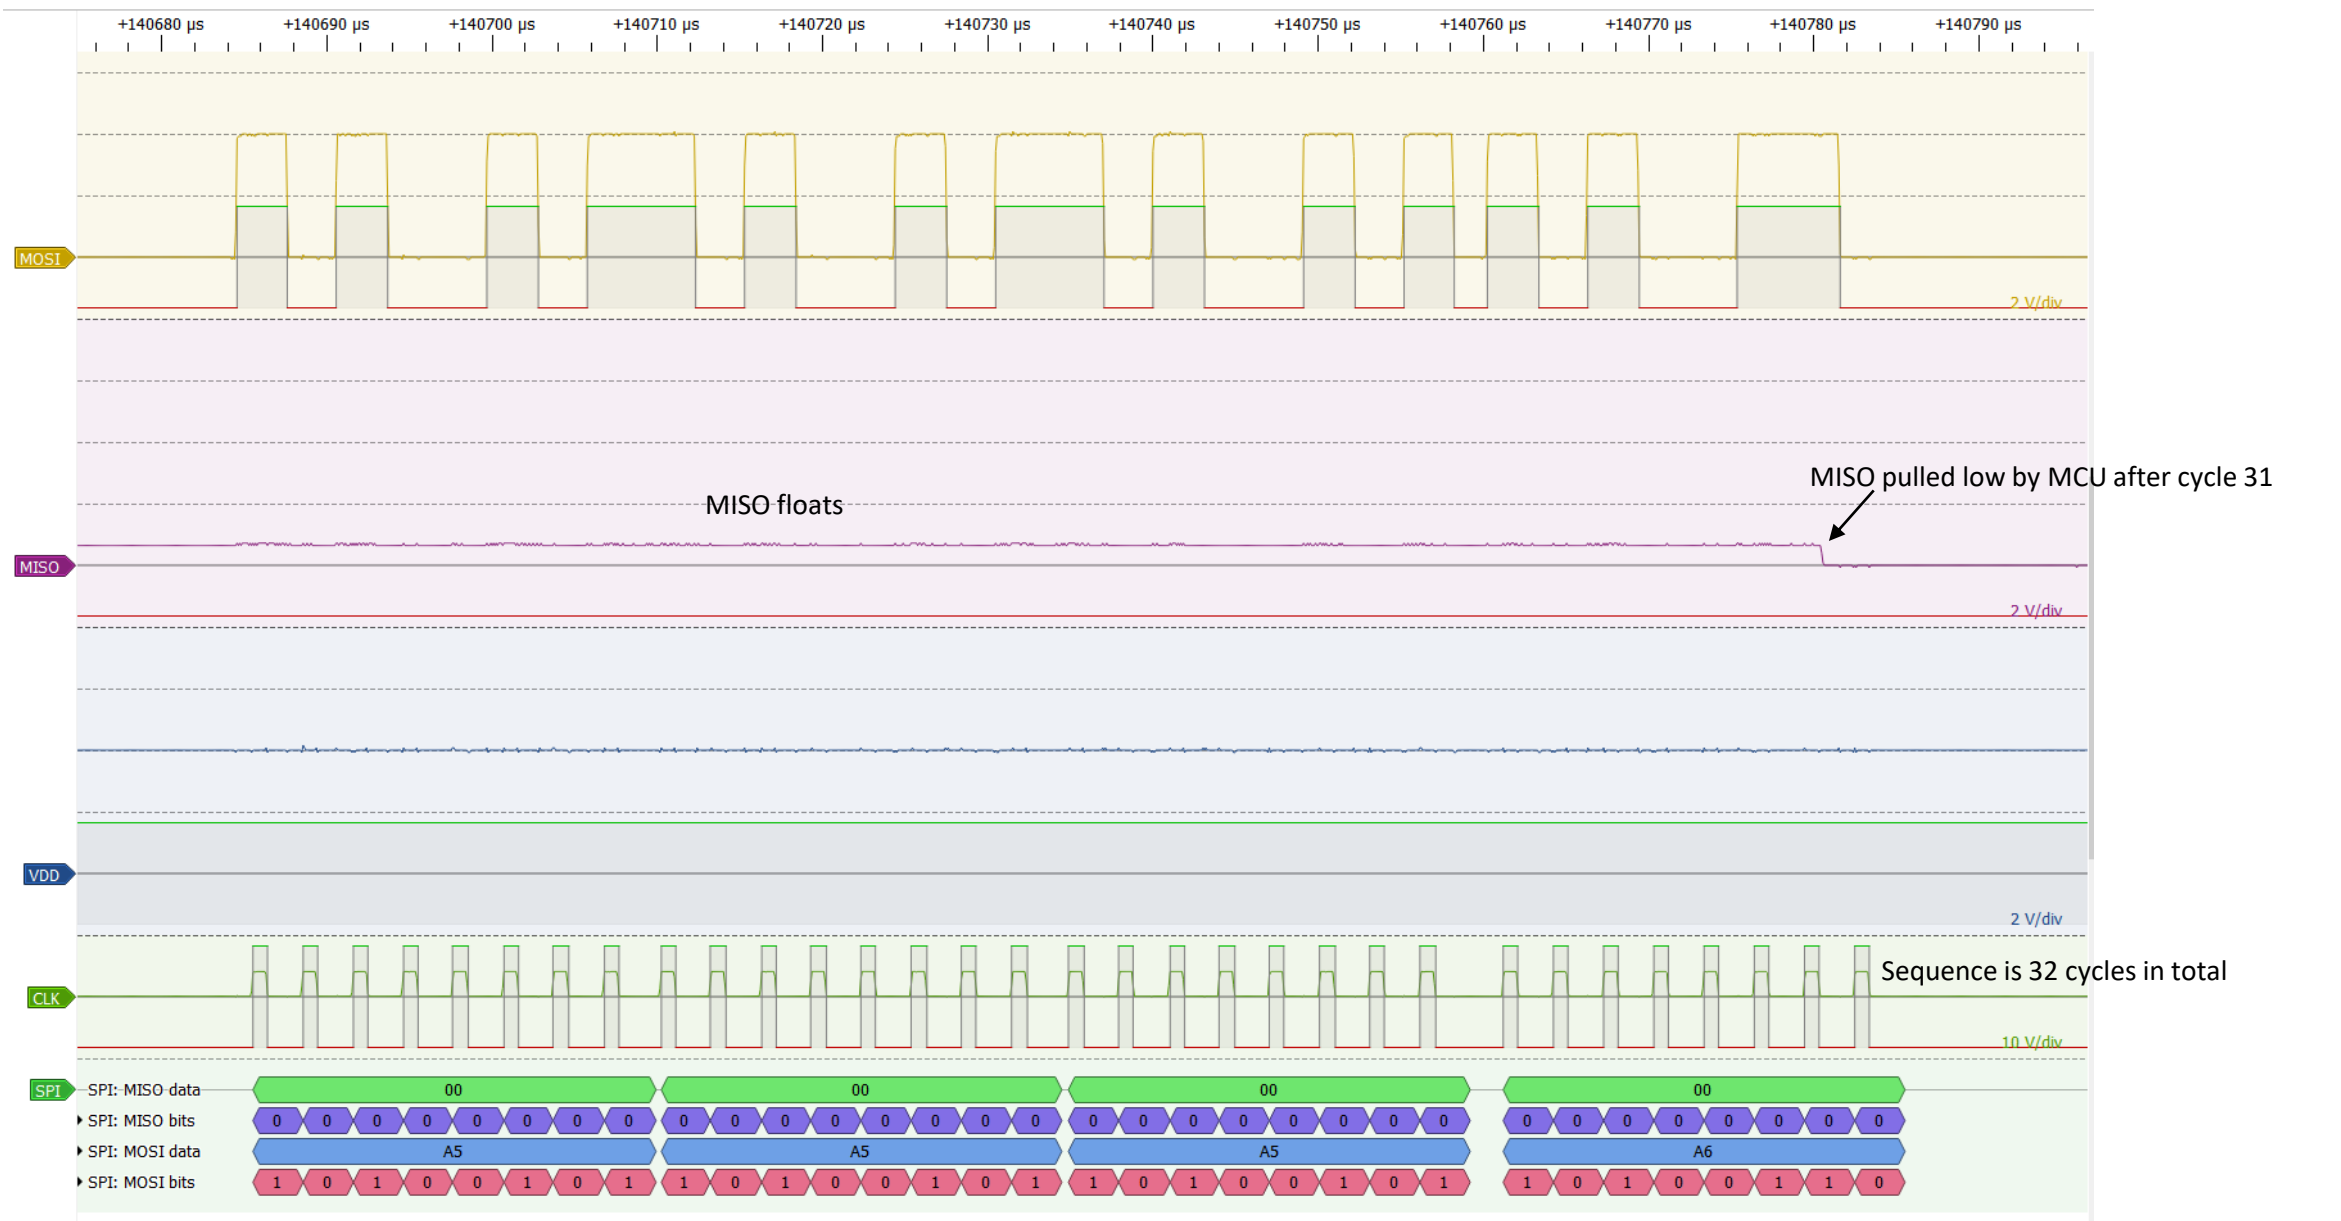 +140680 µs +140690 µs +140700 µs +140710 µs +140720 µs +140730 µs +140740 µs +140750 µs +140760 µs +140770 µs +140780 µs +140790 µs
MOSI
2 V/div
MISO pulled low by MCU after cycle 31
MISO floats
MISO
2 V/div
VDD
2 V/div
Sequence is 32 cycles in total
CLK
10 V/div
SPI
SPI: MISO data 00 00 00 00
SPI: MISO bits 0 0 0 0 0 0 0 0 0 0 0 0 0 0 0 0 0 0 0 0 0 0 0 0 0 0 0 0 0 0 0 0
SPI: MOSI data A5 A5 A5 A6
SPI: MOSI bits 1 0 1 0 0 1 0 1 1 0 1 0 0 1 0 1 1 0 1 0 0 1 0 1 1 0 1 0 0 1 1 0